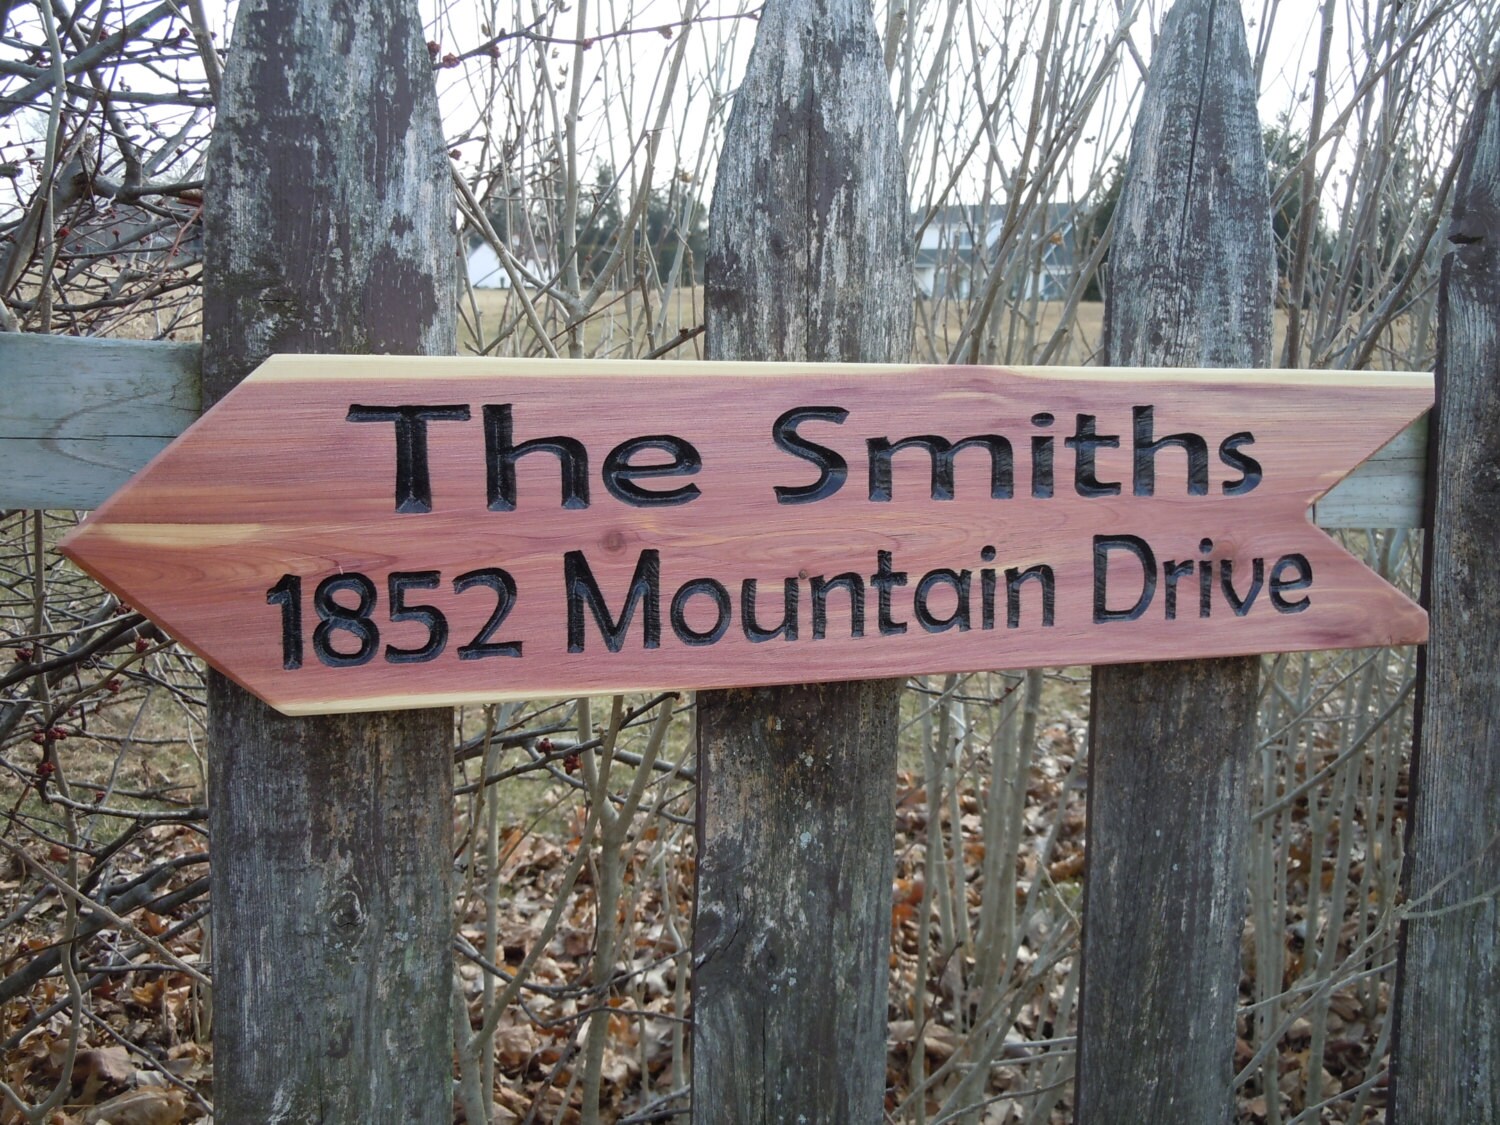 The Smiths
1852 Mountain Drive